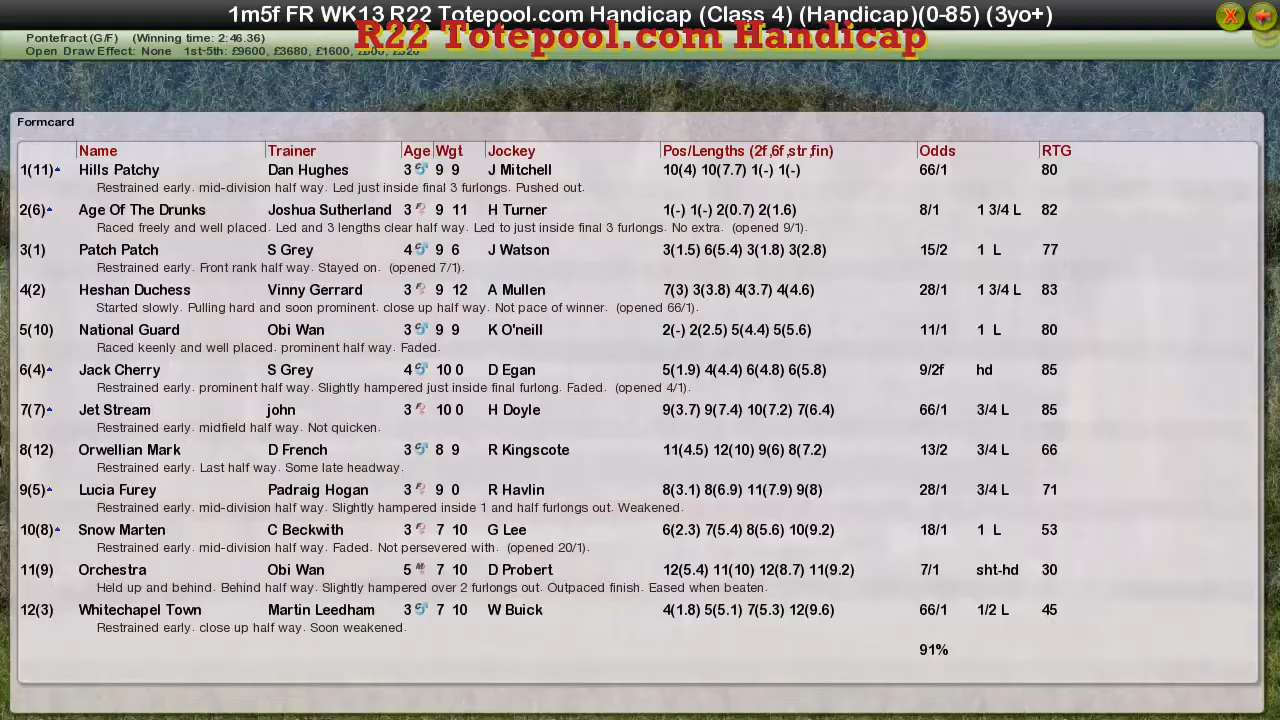 1m5f FR WK13 R22 Totepool.com Handicap (Class 4) (Handicap)(0-85) (3yo+)
R22 Totepool.com Handicap
Pontefract(G/F) (Winning time: 2:46.36)
Open Draw Effect: None 1st-5th: £9600, £3680, £1600, £800, £320
Formcard
Name Trainer Age Wgt Jockey Pos/Lengths (2f,6f,str,fin) Odds RTG
1(11) Hills Patchy Dan Hughes 3 9 9 J Mitchell 10(4) 10(7.7) 1(-) 1(-) 66/1 80
Restrained early. mid-division half way. Led just inside final 3 furlongs. Pushed out.
2(6) Age Of The Drunks Joshua Sutherland 3 9 11 H Turner 1(-) 1(-) 2(0.7) 2(1.6) 8/1 1 3/4 L 82
Raced freely and well placed. Led and 3 lengths clear half way. Led to just inside final 3 furlongs. No extra. (opened 9/1).
3(1) Patch Patch S Grey 4 9 6 J Watson 3(1.5) 6(5.4) 3(1.8) 3(2.8) 15/2 1 L 77
Restrained early. Front rank half way. Stayed on. (opened 7/1).
4(2) Heshan Duchess Vinny Gerrard 3 9 12 A Mullen 7(3) 3(3.8) 4(3.7) 4(4.6) 28/1 1 3/4 L 83
Started slowly. Pulling hard and soon prominent. close up half way. Not pace of winner. (opened 66/1).
5(10) National Guard Obi Wan 3 9 9 K O'neill 2(-) 2(2.5) 5(4.4) 5(5.6) 11/1 1 L 80
Raced keenly and well placed. prominent half way. Faded.
6(4) Jack Cherry S Grey 4 10 0 D Egan 5(1.9) 4(4.4) 6(4.8) 6(5.8) 9/2f hd 85
Restrained early. prominent half way. Slightly hampered just inside final furlong. Faded. (opened 4/1).
7(7) Jet Stream john 3 10 0 H Doyle 9(3.7) 9(7.4) 10(7.2) 7(6.4) 66/1 3/4 L 85
Restrained early. midfield half way. Not quicken.
8(12) Orwellian Mark D French 3 8 9 R Kingscote 11(4.5) 12(10) 9(6) 8(7.2) 13/2 3/4 L 66
Restrained early. Last half way. Some late headway.
9(5) Lucia Furey Padraig Hogan 3 9 0 R Havlin 8(3.1) 8(6.9) 11(7.9) 9(8) 28/1 3/4 L 71
Restrained early. mid-division half way. Slightly hampered inside 1 and half furlongs out. Weakened.
10(8) Snow Marten C Beckwith 3 7 10 G Lee 6(2.3) 7(5.4) 8(5.6) 10(9.2) 18/1 1 L 53
Restrained early. mid-division half way. Faded. Not persevered with. (opened 20/1).
11(9) Orchestra Obi Wan 5 7 10 D Probert 12(5.4) 11(10) 12(8.7) 11(9.2) 7/1 sht-hd 30
Held up and behind. Behind half way. Slightly hampered over 2 furlongs out. Outpaced finish. Eased when beaten.
12(3) Whitechapel Town Martin Leedham 3 7 10 W Buick 4(1.8) 5(5.1) 7(5.3) 12(9.6) 66/1 1/2 L 45
Restrained early. close up half way. Soon weakened.
91%